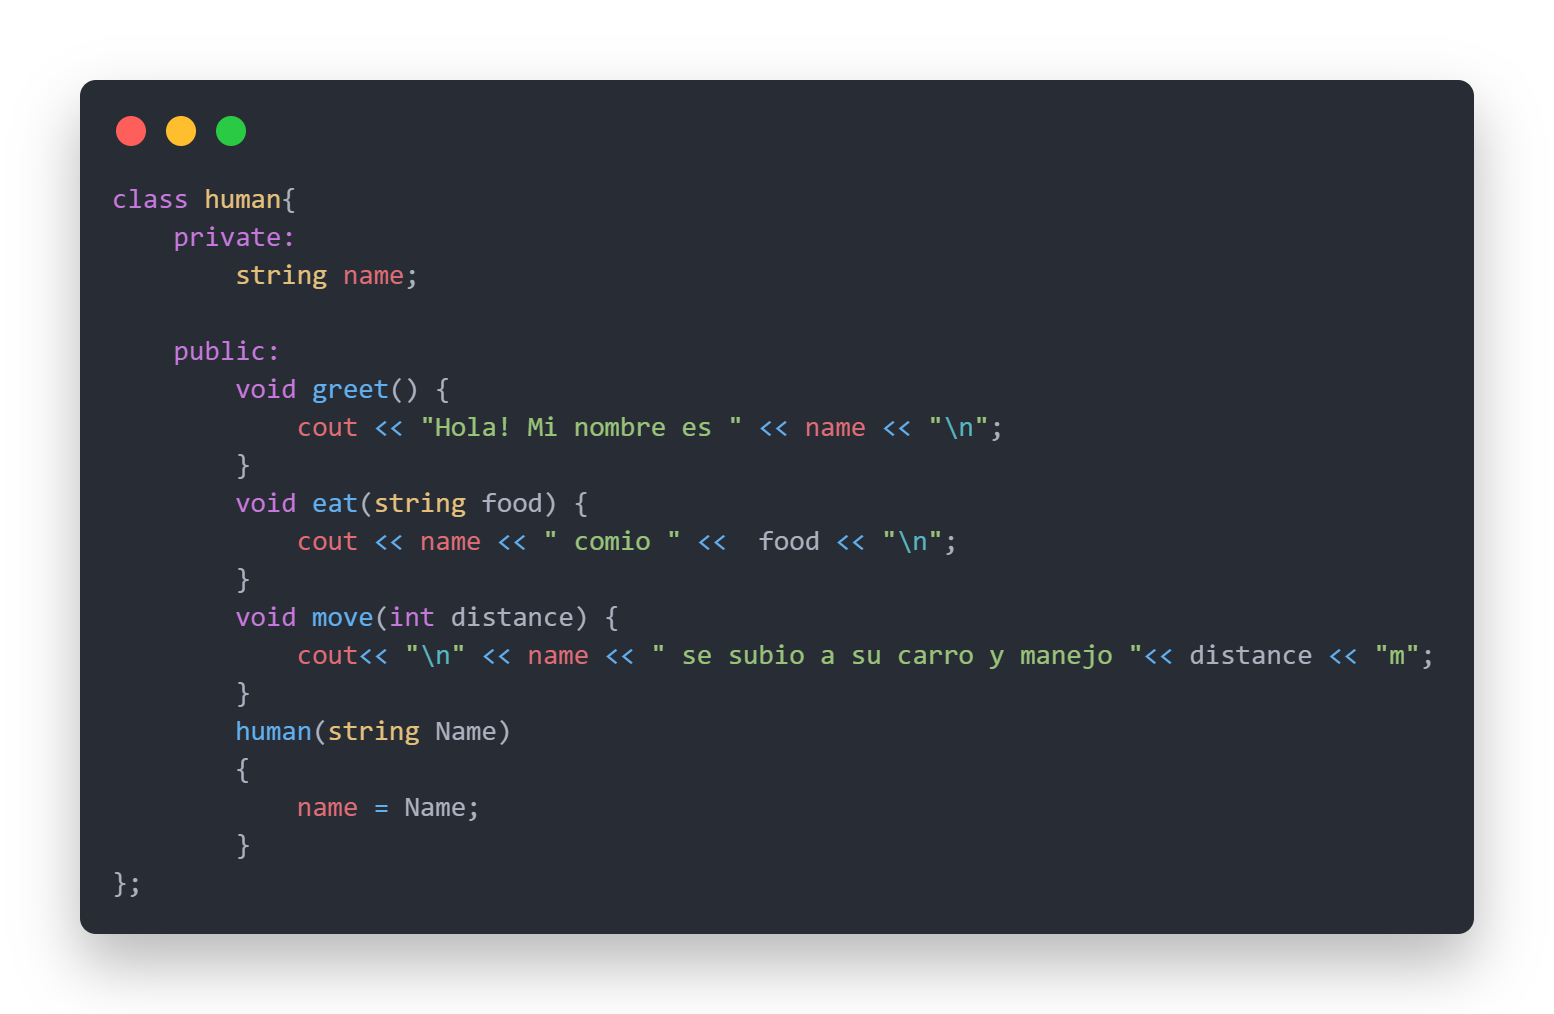 class human{
    private:
        string name;

    public:
        void greet() {
            cout << "Hola! Mi nombre es " << name << "\n";
        }
        void eat(string food) {
            cout << name << " comio " <<  food << "\n";
        }
        void move(int distance) {
            cout<< "\n" << name << " se subio a su carro y manejo "<< distance << "m";
        }
        human(string Name)
        {
            name = Name;
        }
};